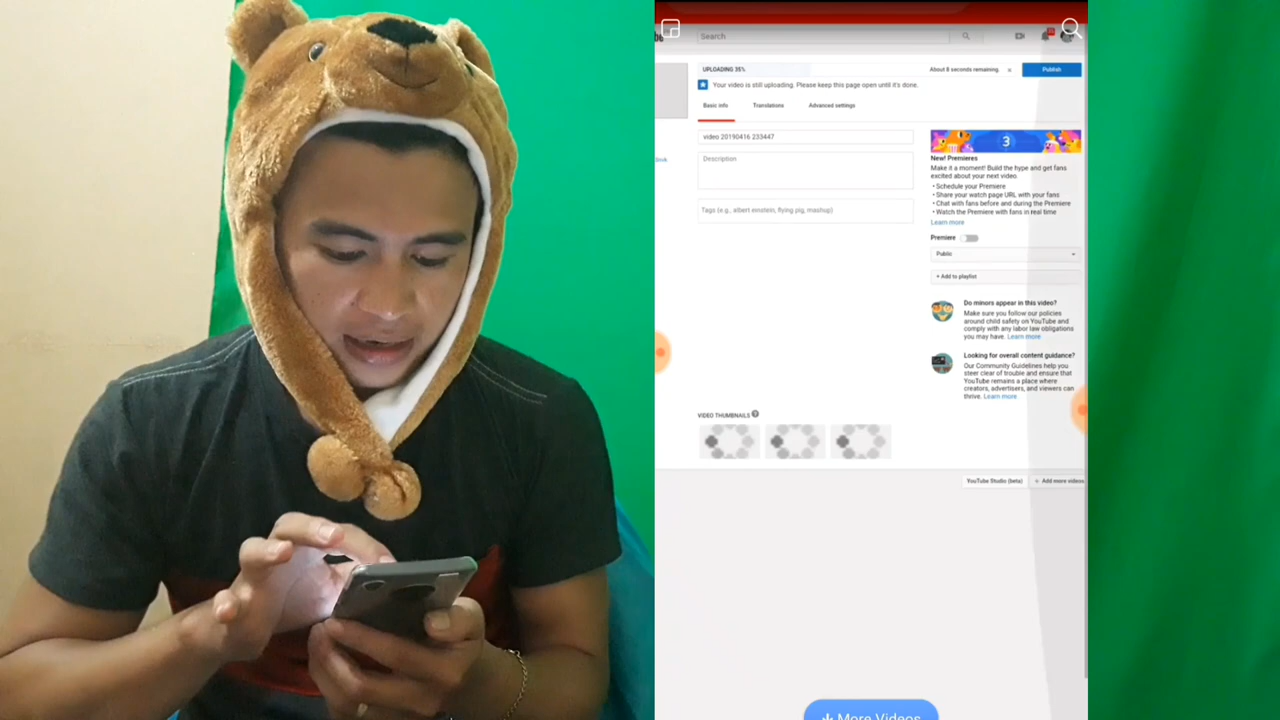 be
Search
UPLOADING 35%
About 8 seconds remaining.
Publish
Your video is still uploading. Please keep this page open until it's done.
Basic info
Translations
Advanced settings
video 20190416 233447
Description
Tags (e.g., albert einstein, flying pig, mashup)
3
New! Premieres
Make it a moment! Build the hype and get fans
excited about your next video.
• Schedule your Premiere
• Share your watch page URL with your fans
• Chat with fans before and during the Premiere
• Watch the Premiere with fans in real time
Learn more
Premiere
Public
+ Add to playlist
Do minors appear in this video?
Make sure you follow our policies
around child safety on YouTube and
comply with any labor law obligations
you may have. Learn more
Looking for overall content guidance?
Our Community Guidelines help you
steer clear of trouble and ensure that
YouTube remains a place where
creators, advertisers, and viewers can
thrive. Learn more
VIDEO THUMBNAILS
YouTube Studio (beta)
+ Add more videos
More Videos